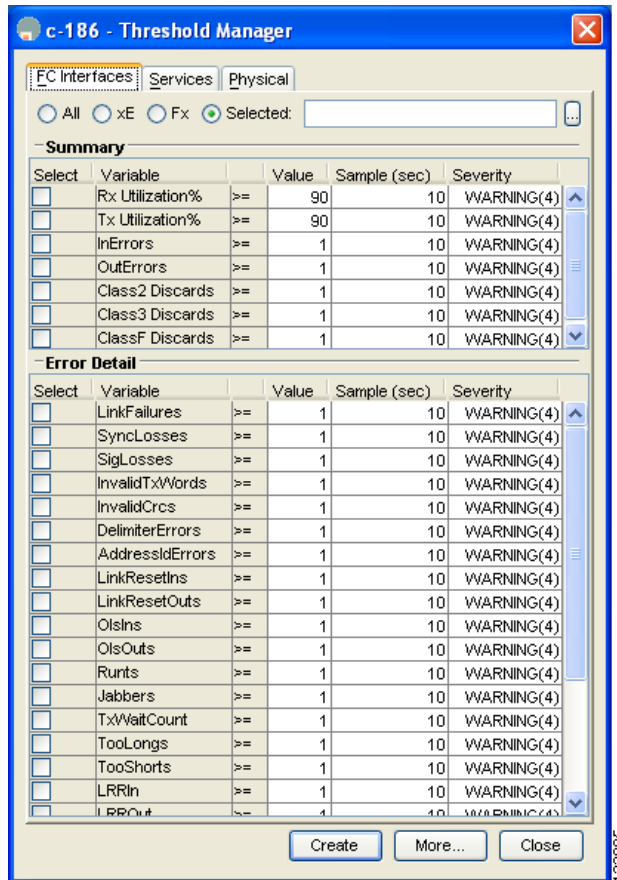 c-186 - Threshold Manager
FC Interfaces Services Physical
All xE Fx Selected: ...
Summary
Select Variable Value Sample (sec) Severity
Rx Utilization% >= 90 10 WARNING(4)
Tx Utilization% >= 90 10 WARNING(4)
InErrors >= 1 10 WARNING(4)
OutErrors >= 1 10 WARNING(4)
Class2 Discards >= 1 10 WARNING(4)
Class3 Discards >= 1 10 WARNING(4)
ClassF Discards >= 1 10 WARNING(4)
Error Detail
Select Variable Value Sample (sec) Severity
LinkFailures >= 1 10 WARNING(4)
SyncLosses >= 1 10 WARNING(4)
SigLosses >= 1 10 WARNING(4)
InvalidTxWords >= 1 10 WARNING(4)
InvalidCrcs >= 1 10 WARNING(4)
DelimiterErrors >= 1 10 WARNING(4)
AddressIdErrors >= 1 10 WARNING(4)
LinkResetIns >= 1 10 WARNING(4)
LinkResetOuts >= 1 10 WARNING(4)
OlsIns >= 1 10 WARNING(4)
OlsOuts >= 1 10 WARNING(4)
Runts >= 1 10 WARNING(4)
Jabbers >= 1 10 WARNING(4)
TxWaitCount >= 1 10 WARNING(4)
TooLongs >= 1 10 WARNING(4)
TooShorts >= 1 10 WARNING(4)
LRRIn >= 1 10 WARNING(4)
LRROut >= 1 10 WARNING(4)
Create More... Close